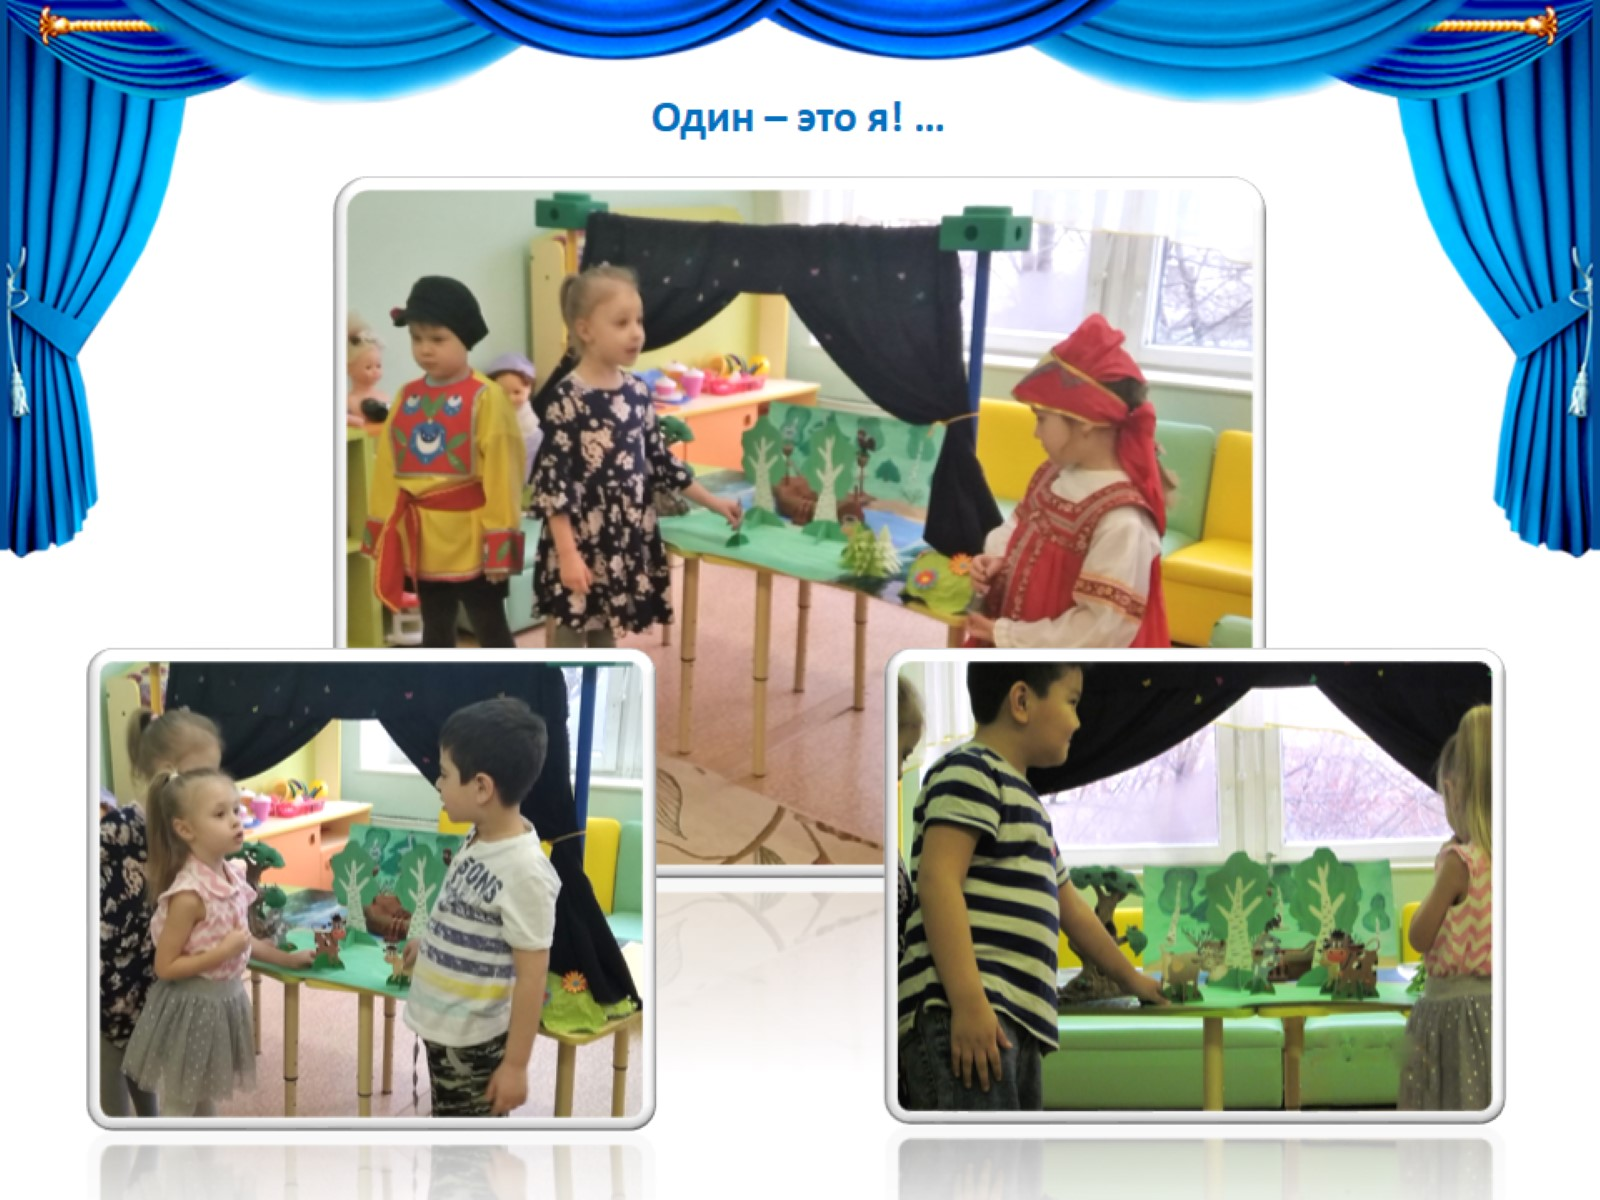 Один – это я! ...